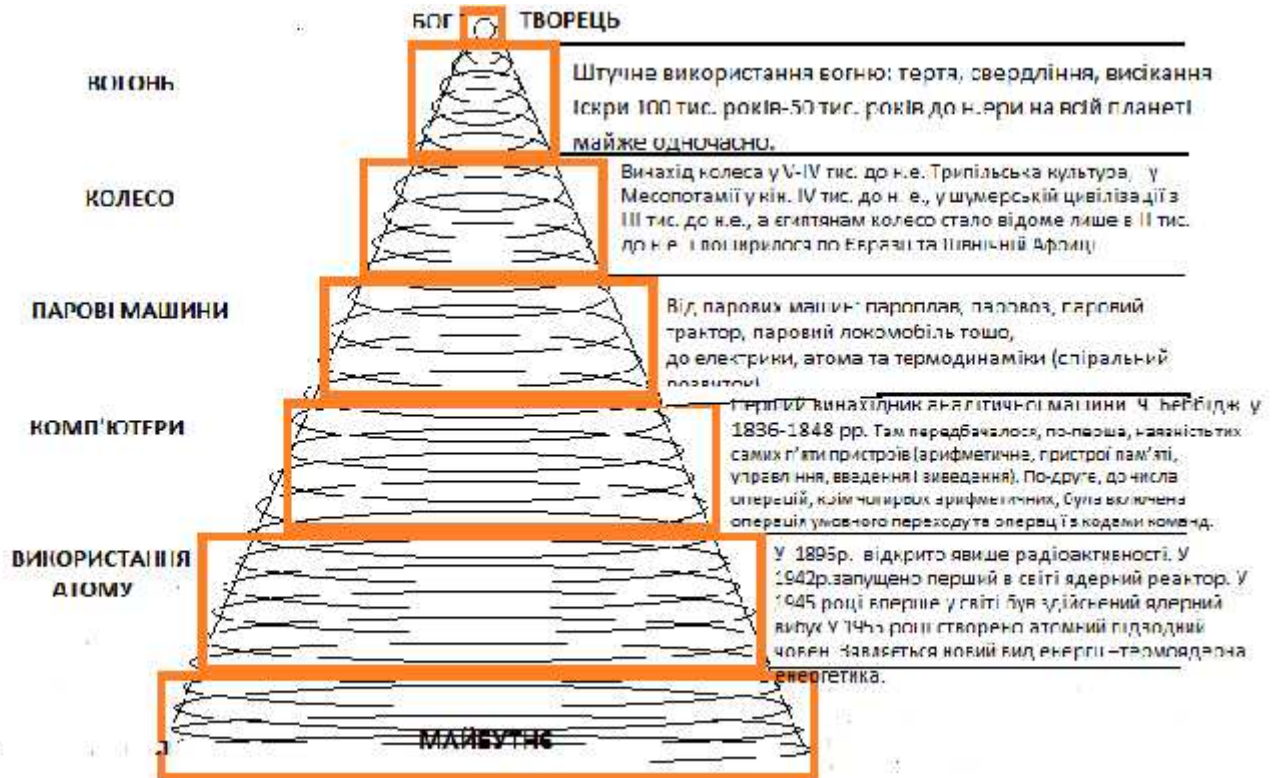 БОГ ТВОРЕЦЬ
ВОГОНЬ
Штучне використання вогню: тертя, свердління, висікання
іскри 100 тис. років-50 тис. років до н.ери на всій планеті
майже одночасно.
КОЛЕСО
Винахід колеса у V-IV тис. до н.е. Трипільська культура, у
Месопотамії у кін. IV тис. до н. е., у шумерській цивілізації з
III тис. до н.е., а єгиптянам колесо стало відоме лише в II тис.
до н.е. і поширилося по Євразії та Північній Африці
ПАРОВІ МАШИНИ
Від парових машин: пароплав, паровоз, паровий
трактор, паровий локомобіль тощо,
до електрики, атома та термодинаміки (спіральний
розвиток)
КОМП'ЮТЕРИ
Перший винахідник аналітичної машини Ч. Беббідж у
1836-1848 рр. Там передбачалося, по-перше, наявність тих
самих п'яти пристроїв (арифметичне, пристрої пам'яті,
управління, введення і виведення). По-друге, до числа
операцій, крім чотирьох арифметичних, була включена
операція умовного переходу та операції з кодами команд.
ВИКОРИСТАННЯ
АТОМУ
У 1896р. відкрито явище радіоактивності. У
1942р.запущено перший в світі ядерний реактор. У
1945 році вперше у світі був здійснений ядерний
вибух У 1955 році створено атомний підводний
човен. Зявляється новий вид енергії –термоядерна
енергетика.
МАЙБУТНЄ